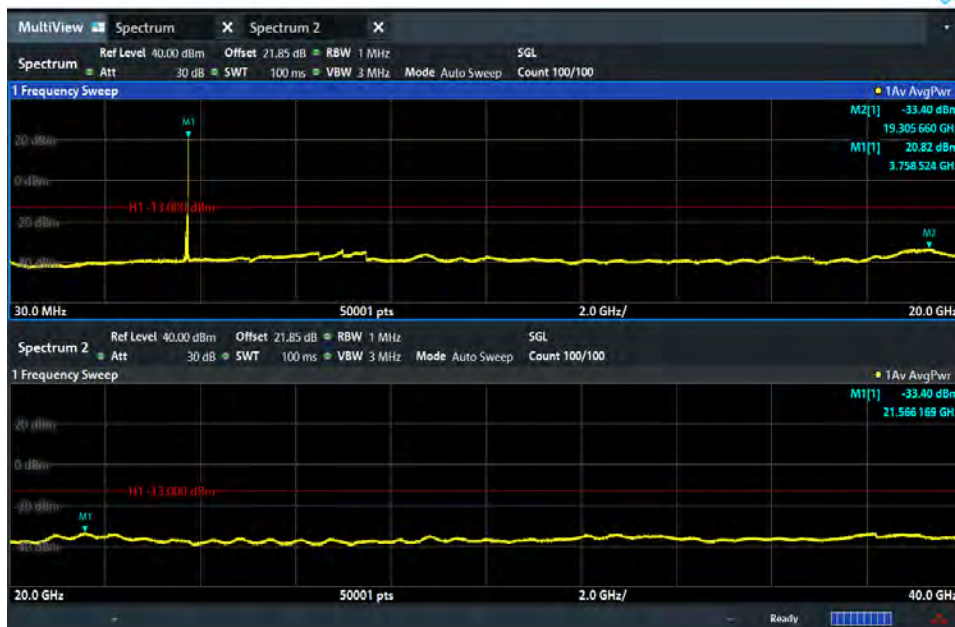 MultiView Spectrum X Spectrum 2 X
Spectrum
Ref Level 40.00 dBm Offset 21.85 dB RBW 1 MHz SGL
Att 30 dB SWT 100 ms VBW 3 MHz Mode Auto Sweep Count 100/100
1 Frequency Sweep 1Av AvgPwr
M2[1] -33.40 dBm
19.305 660 GH
M1[1] 20.82 dBm
3.758 524 GH
M1
20 dBm
0 dBm
H1 -13.000 dBm
-20 dBm
M2
-40 dBm
30.0 MHz 50001 pts 2.0 GHz/ 20.0 GHz
Spectrum 2
Ref Level 40.00 dBm Offset 21.85 dB RBW 1 MHz SGL
Att 30 dB SWT 100 ms VBW 3 MHz Mode Auto Sweep Count 100/100
1 Frequency Sweep 1Av AvgPwr
M1[1] -33.40 dBm
21.566 169 GH
20 dBm
0 dBm
H1 -13.000 dBm
-20 dBm
M1
-40 dBm
20.0 GHz 50001 pts 2.0 GHz/ 40.0 GHz
Ready